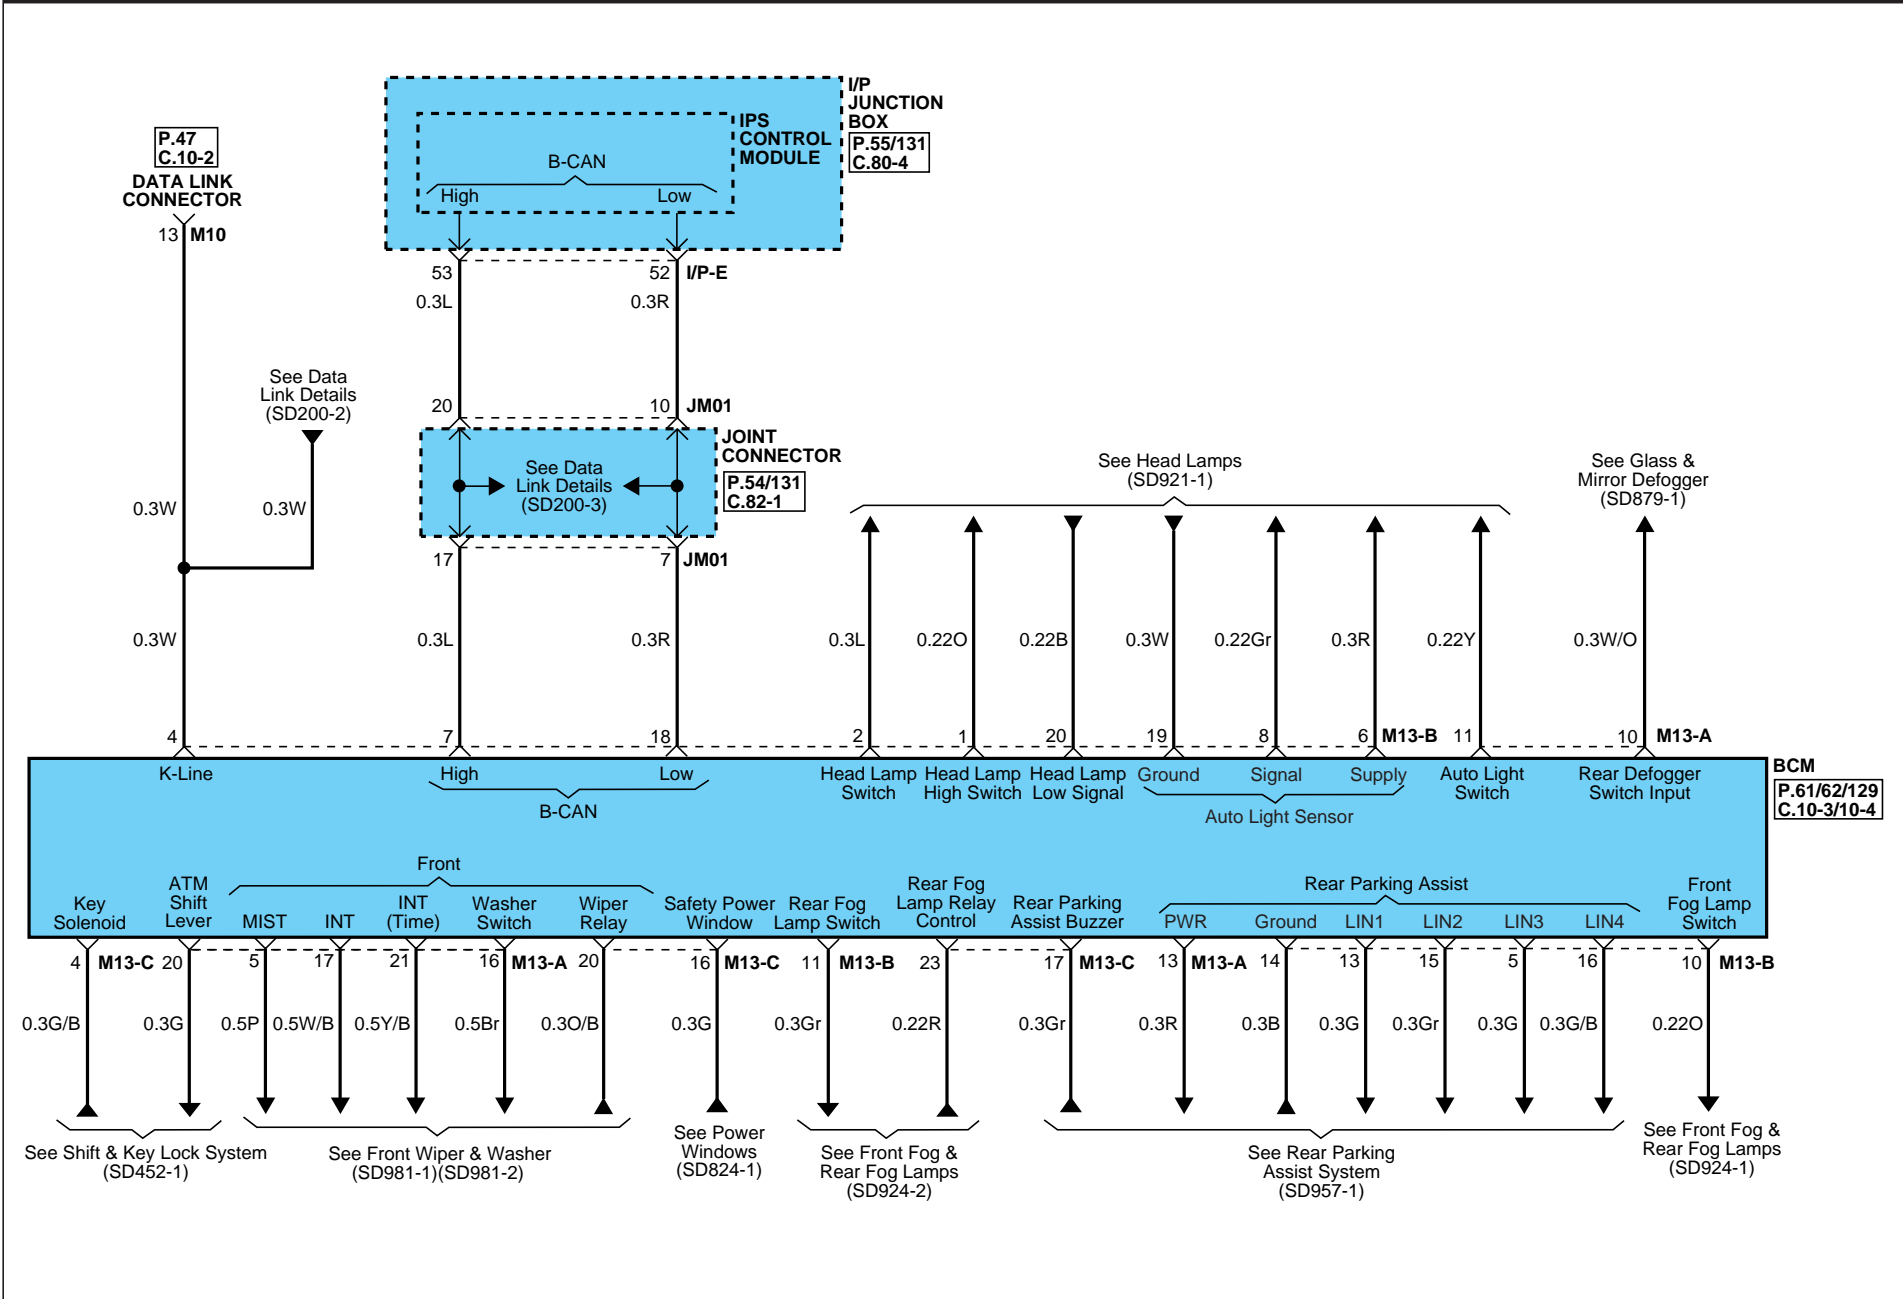 I/P
JUNCTION
BOX
P.55/131
C.80-4
IPS
CONTROL
MODULE
B-CAN
High
Low
P.47
C.10-2
DATA LINK
CONNECTOR
13 M10
53
52 I/P-E
0.3L
0.3R
See Data
Link Details
(SD200-2)
20
10 JM01
JOINT
CONNECTOR
P.54/131
C.82-1
See Data
Link Details
(SD200-3)
0.3W
0.3W
17
7 JM01
See Head Lamps
(SD921-1)
See Glass &
Mirror Defogger
(SD879-1)
0.3W
0.3L
0.3R
0.3L
0.22O
0.22B
0.3W
0.22Gr
0.3R
0.22Y
0.3W/O
4
7
18
2
1
20
19
8
6 M13-B
11
10 M13-A
K-Line
High
Low
B-CAN
Head Lamp
Switch
Head Lamp
High Switch
Head Lamp
Low Signal
Ground
Signal
Supply
Auto Light Sensor
Auto Light
Switch
Rear Defogger
Switch Input
BCM
P.61/62/129
C.10-3/10-4
Key
Solenoid
ATM
Shift
Lever
Front
MIST
INT
INT
(Time)
Washer
Switch
Wiper
Relay
Safety Power
Window
Rear Fog
Lamp Switch
Rear Fog
Lamp Relay
Control
Rear Parking
Assist Buzzer
Rear Parking Assist
PWR
Ground
LIN1
LIN2
LIN3
LIN4
Front
Fog Lamp
Switch
4 M13-C
20
5
17
21
16 M13-A
20
16 M13-C
11 M13-B
23
17 M13-C
13 M13-A
14
13
15
5
16
10 M13-B
0.3G/B
0.3G
0.5P
0.5W/B
0.5Y/B
0.5Br
0.3O/B
0.3G
0.3Gr
0.22R
0.3Gr
0.3R
0.3B
0.3G
0.3Gr
0.3G
0.3G/B
0.22O
See Shift & Key Lock System
(SD452-1)
See Front Wiper & Washer
(SD981-1)(SD981-2)
See Power
Windows
(SD824-1)
See Front Fog &
Rear Fog Lamps
(SD924-2)
See Rear Parking
Assist System
(SD957-1)
See Front Fog &
Rear Fog Lamps
(SD924-1)